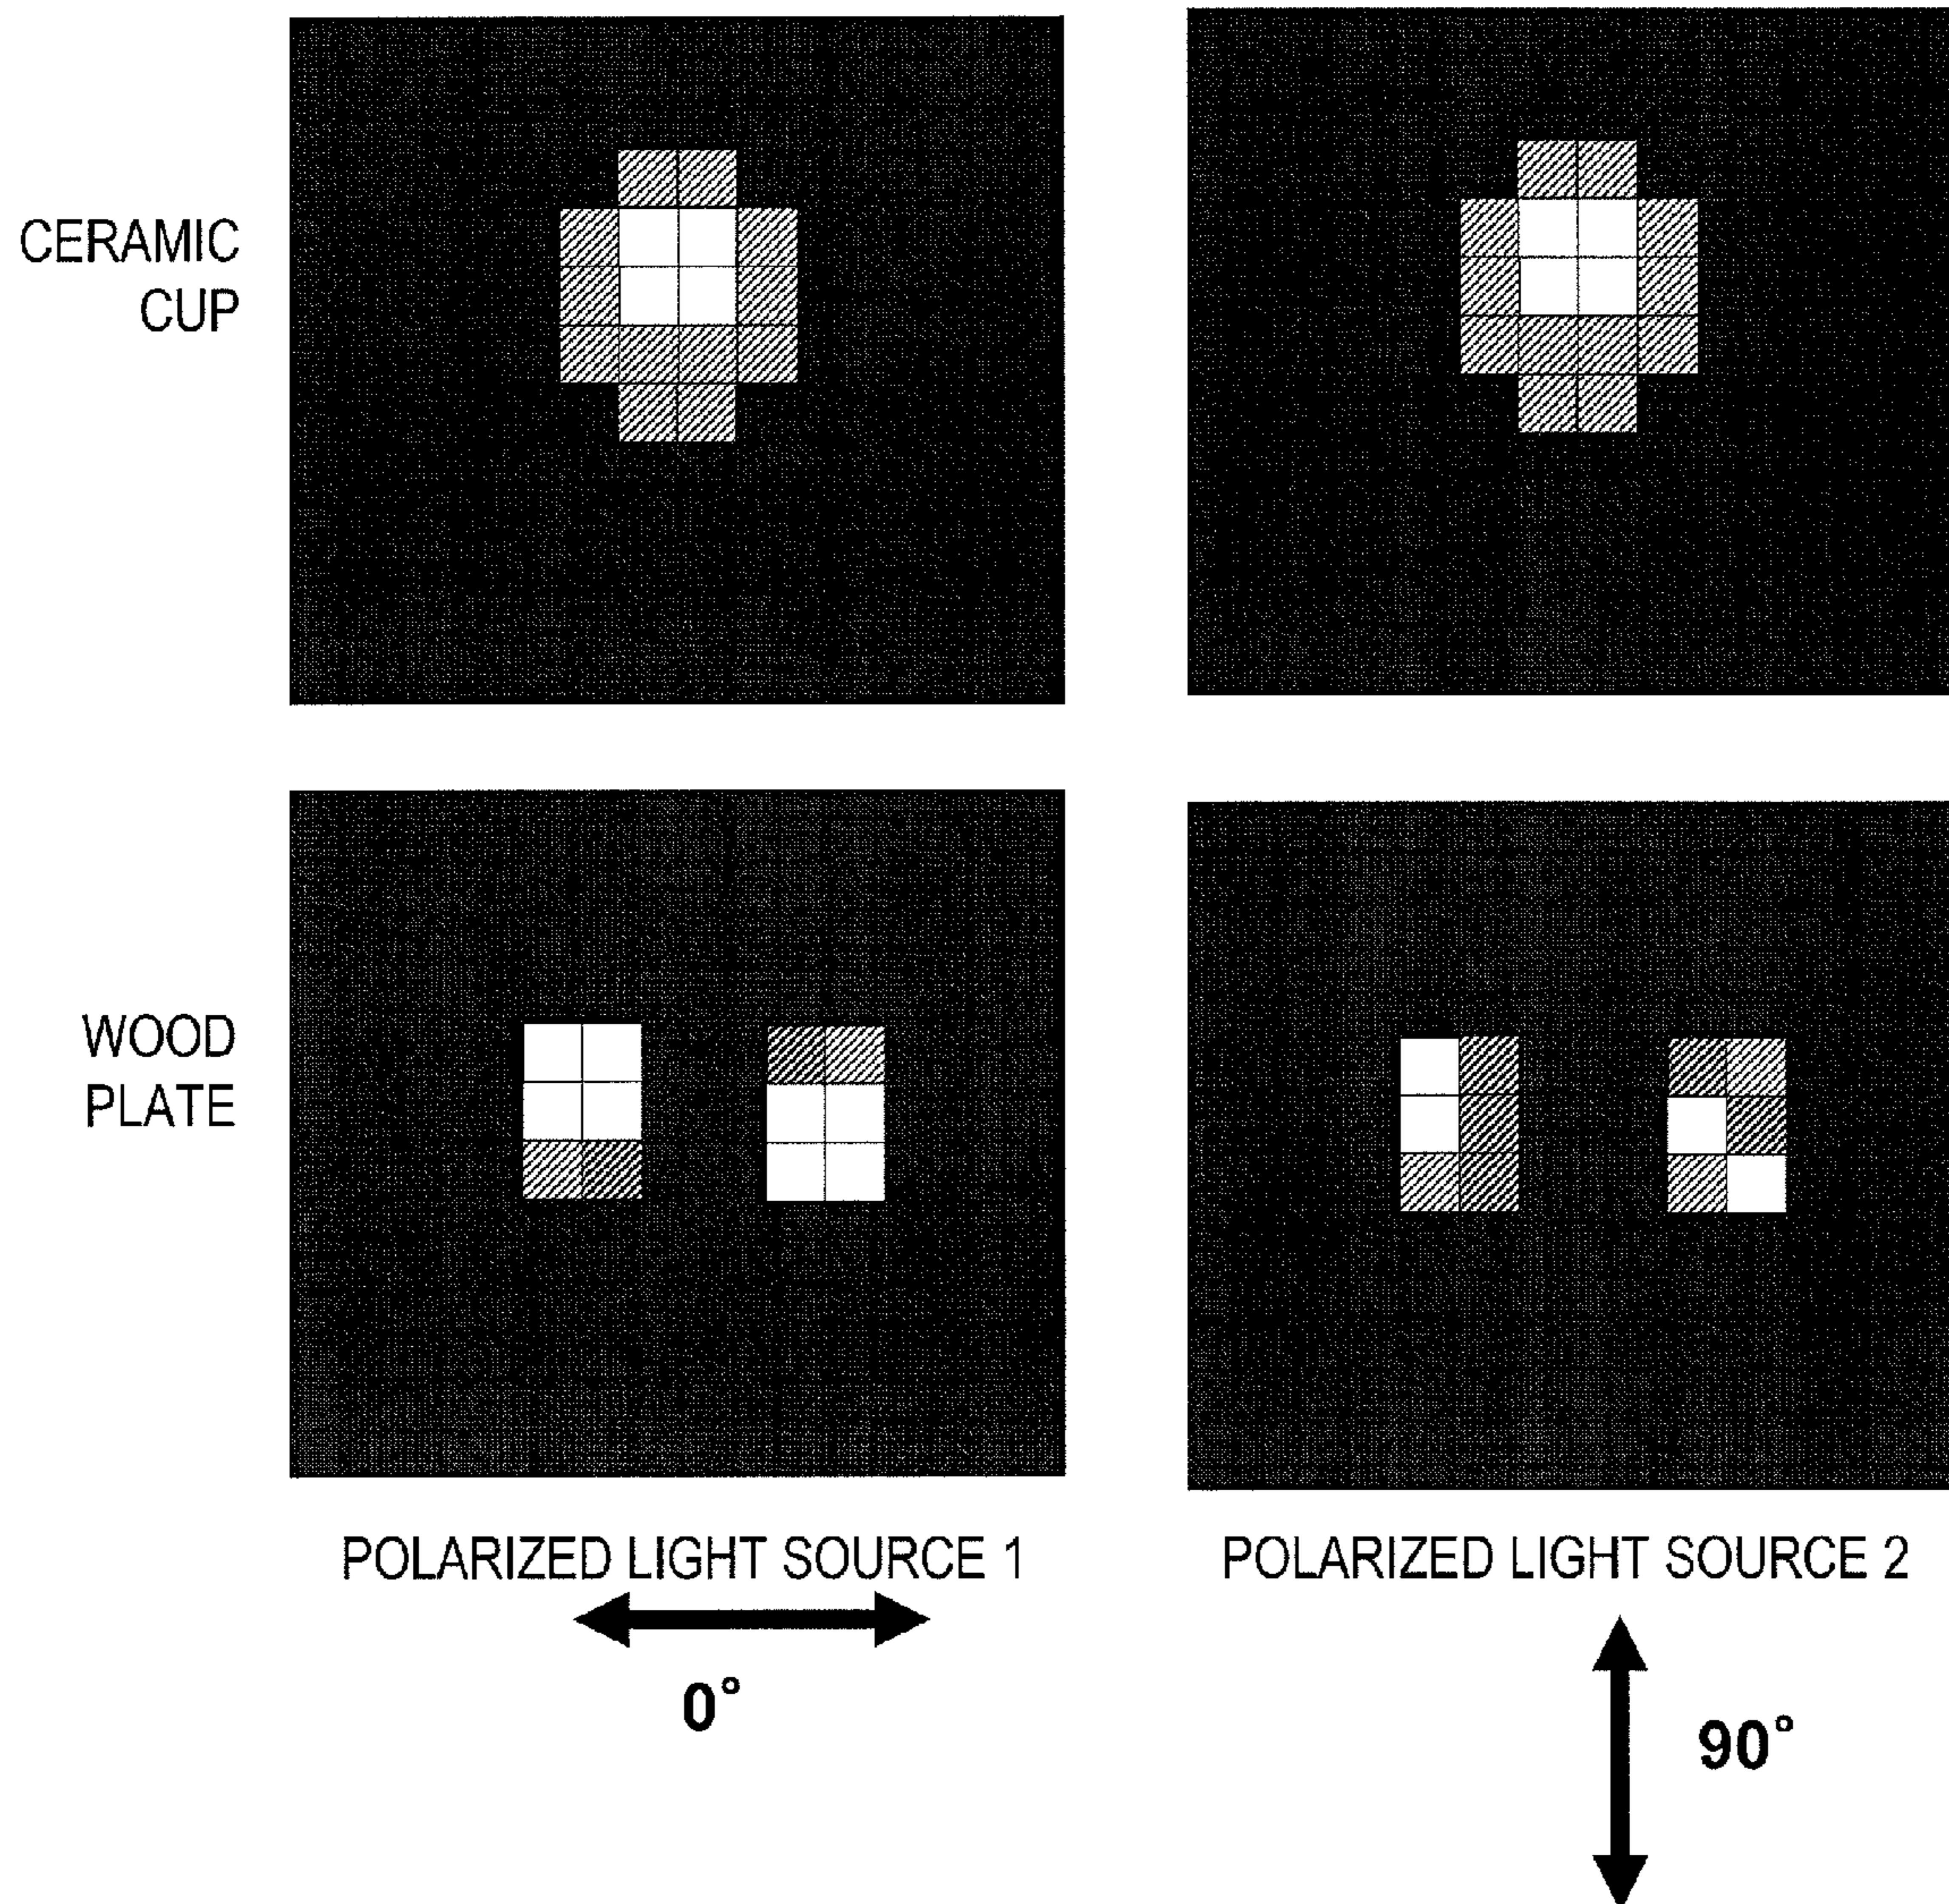 CERAMIC
CUP
WOOD
PLATE
POLARIZED LIGHT SOURCE 1
POLARIZED LIGHT SOURCE 2
0°
90°